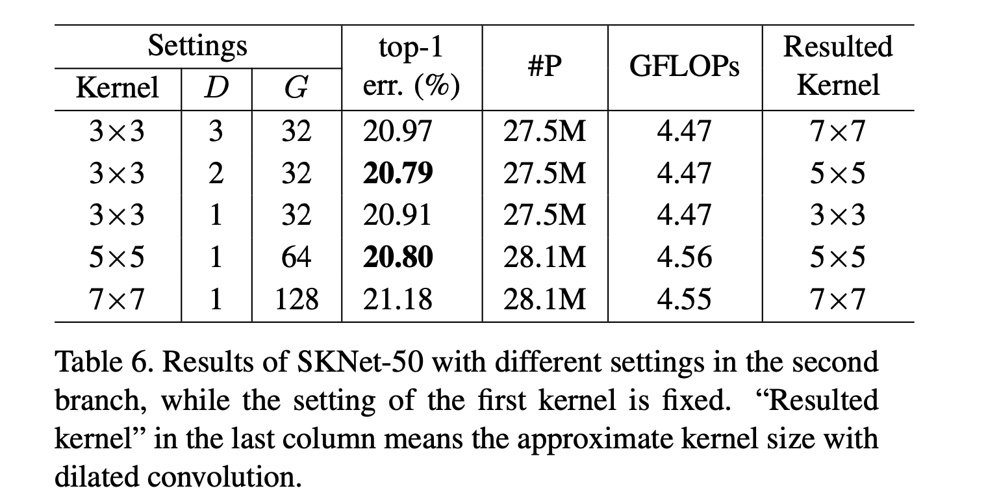 Settings top-1 #P GFLOPs Resulted
Kernel D G err. (%) Kernel
3×3 3 32 20.97 27.5M 4.47 7×7
3×3 2 32 20.79 27.5M 4.47 5×5
3×3 1 32 20.91 27.5M 4.47 3×3
5×5 1 64 20.80 28.1M 4.56 5×5
7×7 1 128 21.18 28.1M 4.55 7×7
Table 6. Results of SKNet-50 with different settings in the second
branch, while the setting of the first kernel is fixed. “Resulted
kernel” in the last column means the approximate kernel size with
dilated convolution.